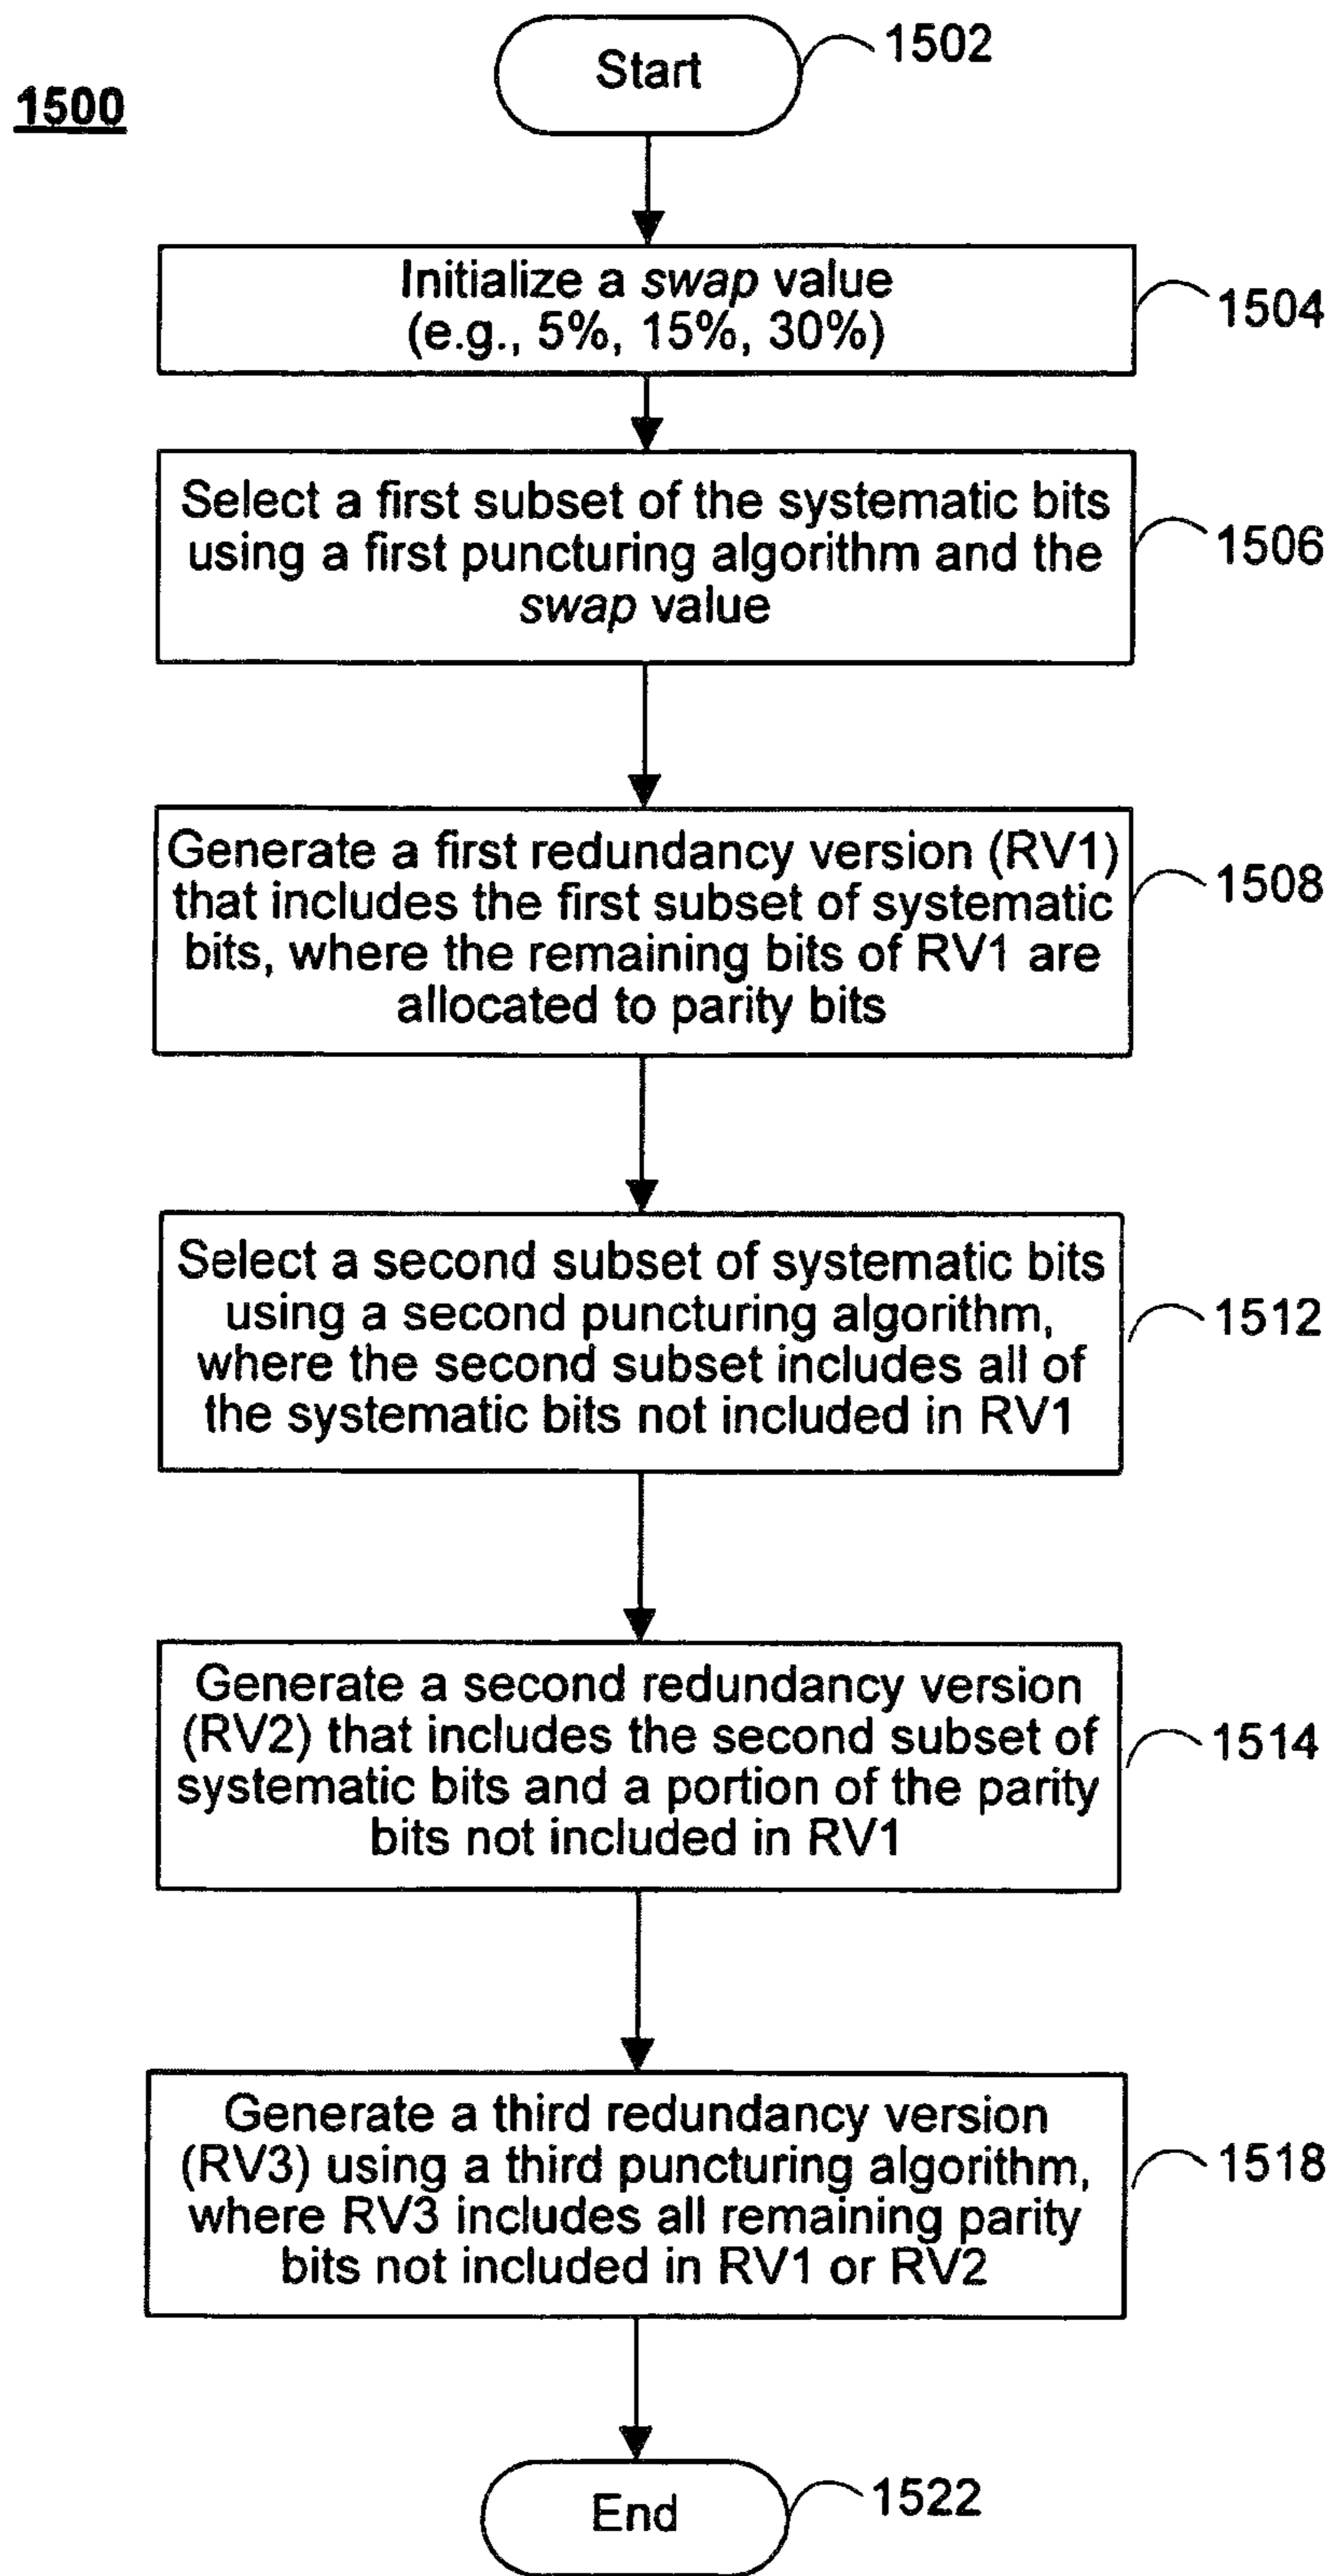 Start
1502
1500
Initialize a swap value
(e.g., 5%, 15%, 30%)
1504
Select a first subset of the systematic bits
using a first puncturing algorithm and the
swap value
1506
Generate a first redundancy version (RV1)
that includes the first subset of systematic
bits, where the remaining bits of RV1 are
allocated to parity bits
1508
Select a second subset of systematic bits
using a second puncturing algorithm,
where the second subset includes all of
the systematic bits not included in RV1
1512
Generate a second redundancy version
(RV2) that includes the second subset of
systematic bits and a portion of the parity
bits not included in RV1
1514
Generate a third redundancy version
(RV3) using a third puncturing algorithm,
where RV3 includes all remaining parity
bits not included in RV1 or RV2
1518
End
1522